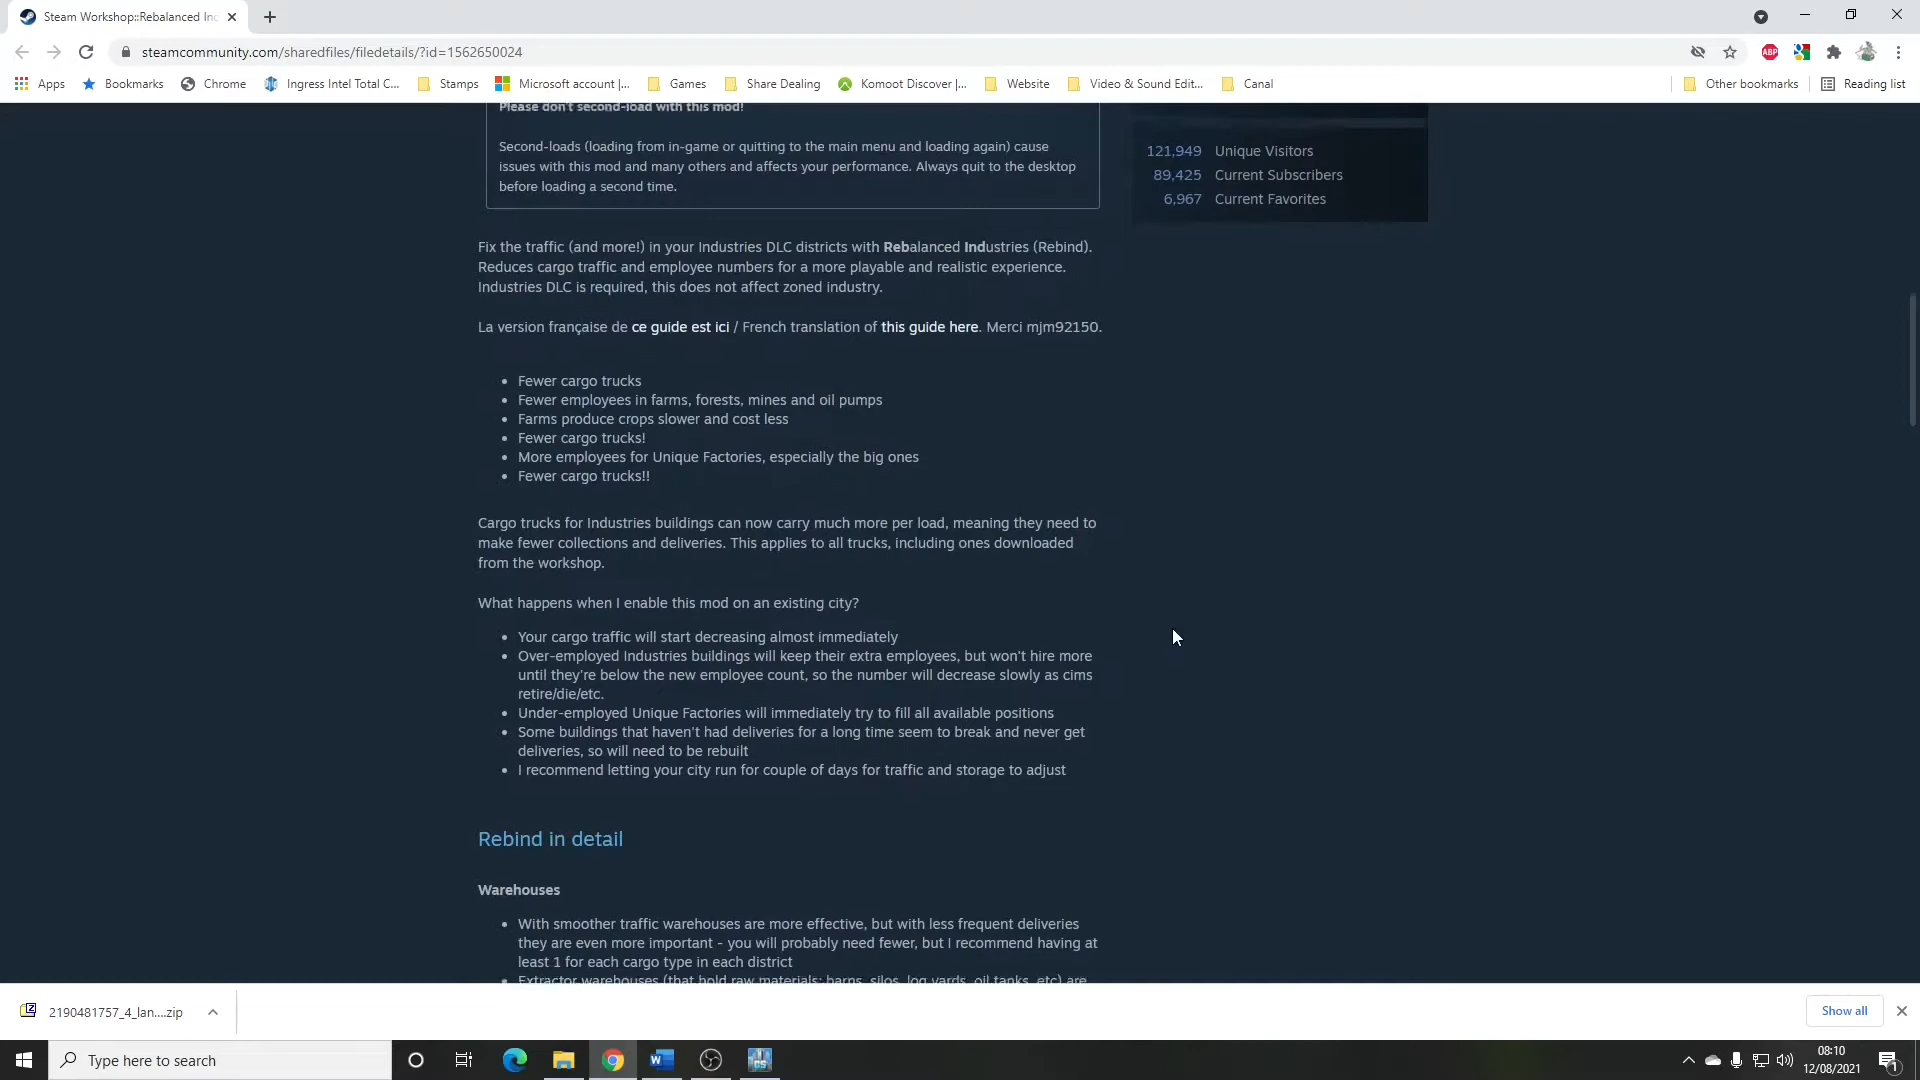 Steam Workshop::Rebalanced Inc
steamcommunity.com/sharedfiles/filedetails/?id=1562650024
ABP
Apps
Bookmarks
Chrome
Ingress Intel Total C...
Stamps
Microsoft account |...
Games
Share Dealing
Komoot Discover |...
Website
Video & Sound Edit...
Canal
Other bookmarks
Reading list
Please don't second-load with this mod!
Second-loads (loading from in-game or quitting to the main menu and loading again) cause
issues with this mod and many others and affects your performance. Always quit to the desktop
before loading a second time.
121,949 Unique Visitors
89,425 Current Subscribers
6,967 Current Favorites
Fix the traffic (and more!) in your Industries DLC districts with Rebalanced Industries (Rebind).
Reduces cargo traffic and employee numbers for a more playable and realistic experience.
Industries DLC is required, this does not affect zoned industry.
La version française de ce guide est ici / French translation of this guide here. Merci mjm92150.
• Fewer cargo trucks
• Fewer employees in farms, forests, mines and oil pumps
• Farms produce crops slower and cost less
• Fewer cargo trucks!
• More employees for Unique Factories, especially the big ones
• Fewer cargo trucks!!
Cargo trucks for Industries buildings can now carry much more per load, meaning they need to
make fewer collections and deliveries. This applies to all trucks, including ones downloaded
from the workshop.
What happens when I enable this mod on an existing city?
• Your cargo traffic will start decreasing almost immediately
• Over-employed Industries buildings will keep their extra employees, but won't hire more
until they're below the new employee count, so the number will decrease slowly as cims
retire/die/etc.
• Under-employed Unique Factories will immediately try to fill all available positions
• Some buildings that haven't had deliveries for a long time seem to break and never get
deliveries, so will need to be rebuilt
• I recommend letting your city run for couple of days for traffic and storage to adjust
Rebind in detail
Warehouses
• With smoother traffic warehouses are more effective, but with less frequent deliveries
they are even more important - you will probably need fewer, but I recommend having at
least 1 for each cargo type in each district
• Extractor warehouses (that hold raw materials: barns, silos, log yards, oil tanks, etc) are
2190481757_4_lan....zip
Show all
Type here to search
08:10
12/08/2021
1